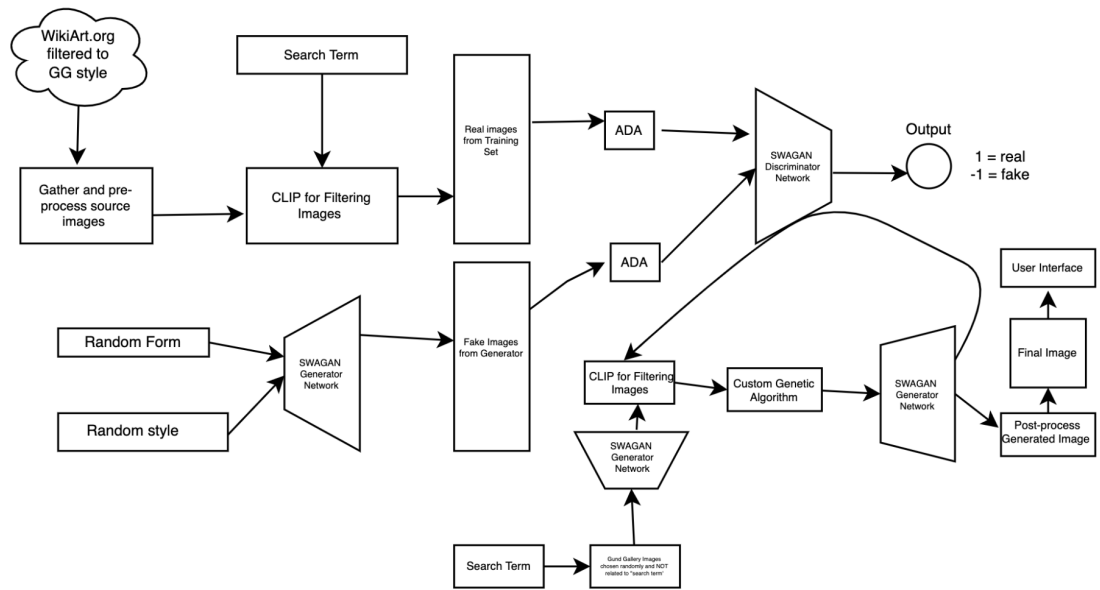 WikiArt.org
filtered to
GG style
Search Term
Gather and pre-
process source
images
CLIP for Filtering
Images
Real images
from Training
Set
ADA
SWAGAN
Discriminator
Network
Output
1 = real
-1 = fake
Random Form
Random style
SWAGAN
Generator
Network
Fake Images
from Generator
ADA
CLIP for Filtering
Images
Custom Genetic
Algorithm
SWAGAN
Generator
Network
User Interface
Final Image
Post-process
Generated Image
SWAGAN
Generator
Network
Search Term
Gund Gallery Images
chosen randomly and NOT
related to "search term'